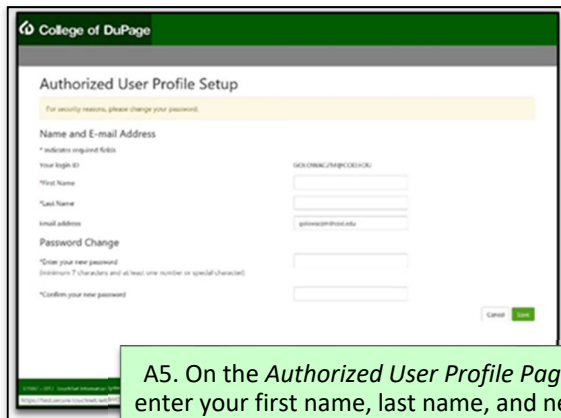 College of DuPage
Authorized User Profile Setup
For security reasons, please change your password.
Name and E-mail Address
* indicates required fields
Your login ID
*First Name
*Last Name
Email address
Password Change
*Enter your new password
(minimum 7 characters and at least one number or special character)
*Confirm your new password
Cancel Save
A5. On the Authorized User Profile Pag
enter your first name, last name, and ne